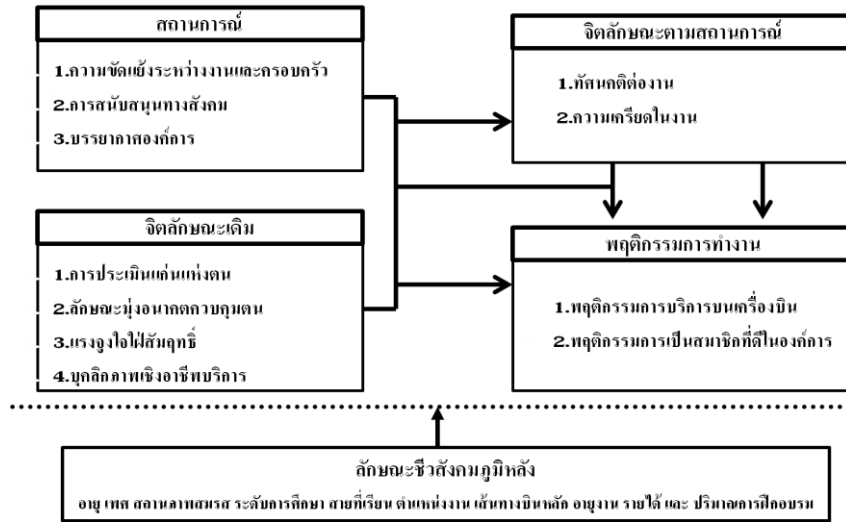 สถานการณ์
1.ความขัดแย้งระหว่างงานและครอบครัว
2.การสนับสนุนทางสังคม
3.บรรยากาศองค์การ
จิตลักษณะตามสถานการณ์
1.ทัศนคติต่องาน
2.ความเครียดในงาน
จิตลักษณะเดิม
1.การประเมินแก่นแห่งตน
2.ลักษณะมุ่งอนาคตควบคุมตน
3.แรงจูงใจใฝ่สัมฤทธิ์
4.บุคลิกภาพเชิงอาชีพบริการ
พฤติกรรมการทำงาน
1.พฤติกรรมการบริการบนเครื่องบิน
2.พฤติกรรมการเป็นสมาชิกที่ดีในองค์การ
ลักษณะชีวสังคมภูมิหลัง
อายุ เพศ สถานภาพสมรส ระดับการศึกษา สายที่เรียน ตำแหน่งงาน เส้นทางบินหลัก อายุงาน รายได้ และ ปริมาณการฝึกอบรม